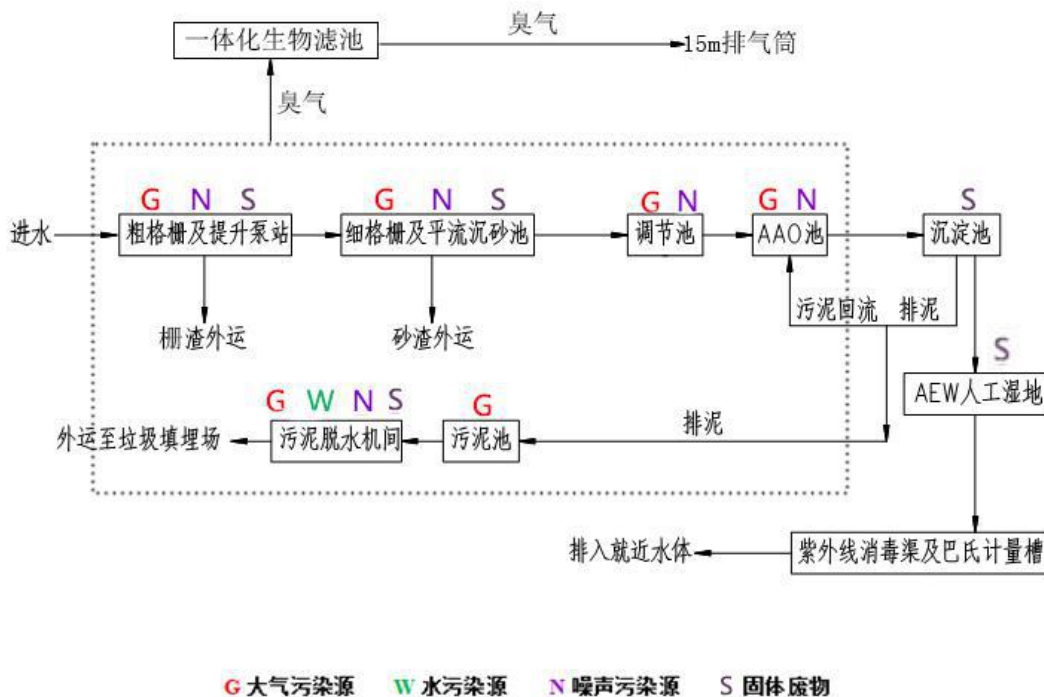 一体化生物滤池
臭气
15m排气筒
臭气
G N S
G N S
G N
G N
S
进水
粗格栅及提升泵站
细格栅及平流沉砂池
调节池
AAO池
沉淀池
污泥回流
排泥
栅渣外运
砂渣外运
S
AEW人工湿地
G W N S
G
排泥
外运至垃圾填埋场
污泥脱水机间
污泥池
排入就近水体
紫外线消毒渠及巴氏计量槽
G 大气污染源 W 水污染源 N 噪声污染源 S 固体废物